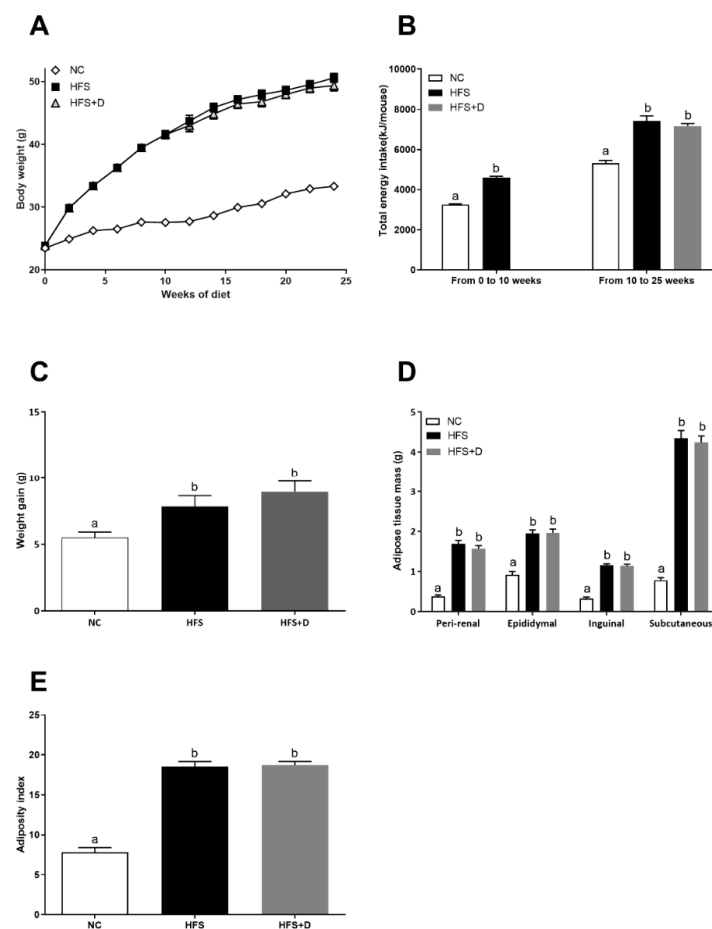 A
NC
HFS
HFS+D
Body weight (g)
50
40
30
20
0 5 10 15 20 25
Weeks of diet
B
NC
HFS
HFS+D
Total energy intake(kJ/mouse)
10000
8000
6000
4000
2000
0
a b a b b
From 0 to 10 weeks From 10 to 25 weeks
C
Weight gain (g)
15
10
5
0
a b b
NC HFS HFS+D
D
NC
HFS
HFS+D
Adipose tissue mass (g)
5
4
3
2
1
0
a b b a b b a b b a b b
Peri-renal Epididymal Inguinal Subcutaneous
E
Adiposity index
25
20
15
10
5
0
a b b
NC HFS HFS+D